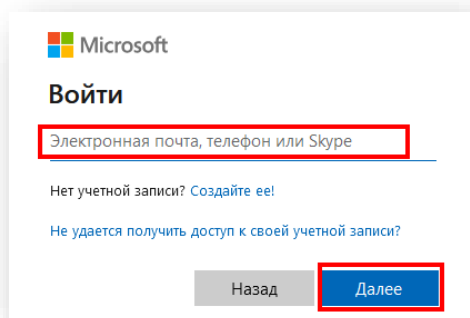 Microsoft
Войти
Электронная почта, телефон или Skype
Нет учетной записи? Создайте ее!
Не удается получить доступ к своей учетной записи?
Назад Далее